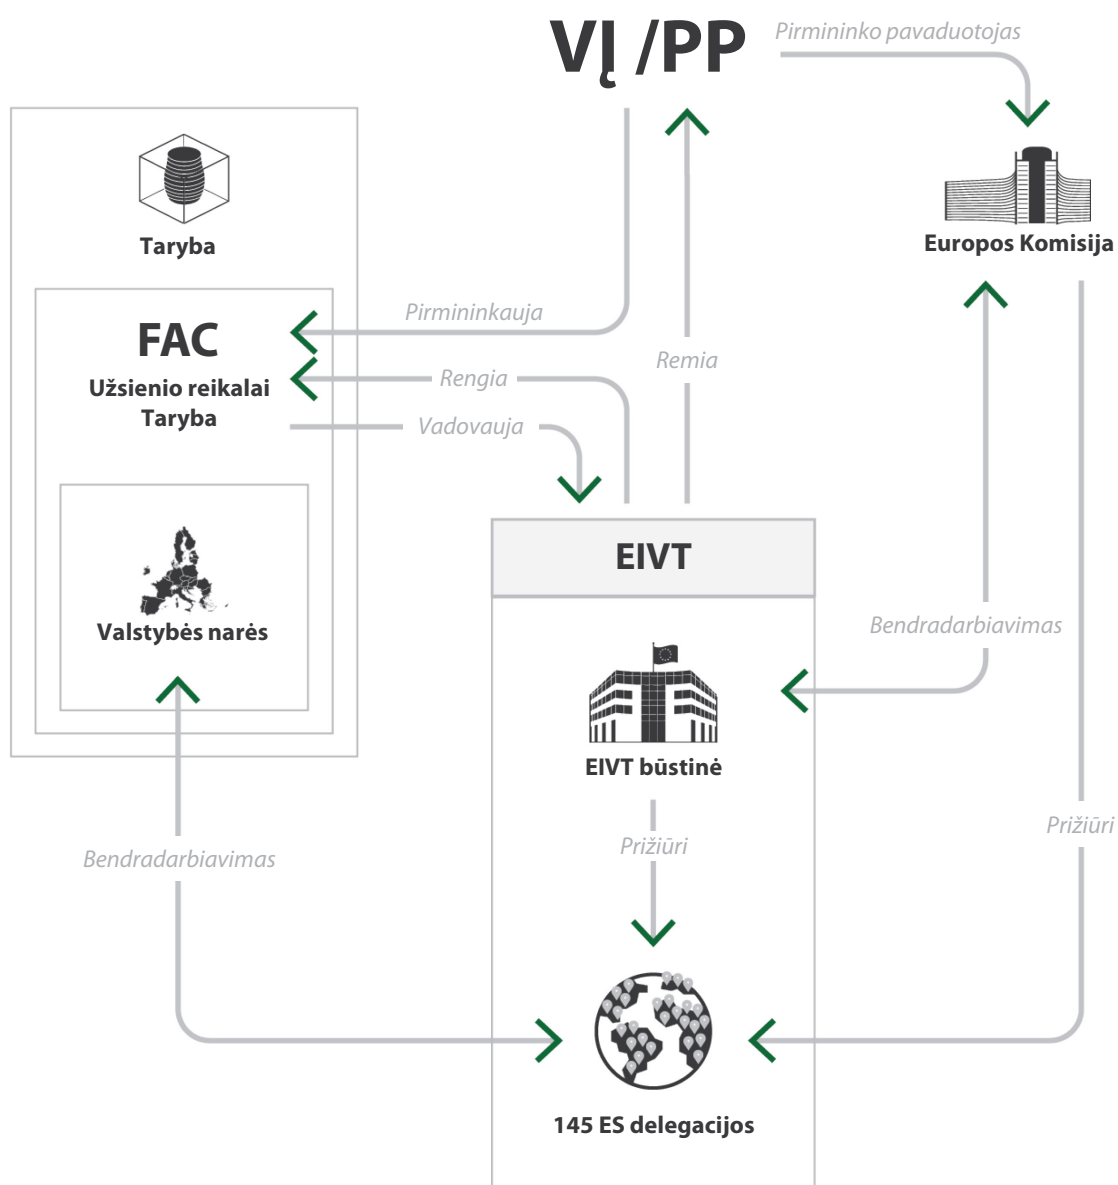 VĮ /PP
Pirmininko pavaduotojas
Taryba
Europos Komisija
Pirmininkauja
FAC
Užsienio reikalai
Taryba
Rengia
Remia
Vadovauja
EIVT
Valstybės narės
Bendradarbiavimas
EIVT būstinė
Prižiūri
Prižiūri
Bendradarbiavimas
145 ES delegacijos